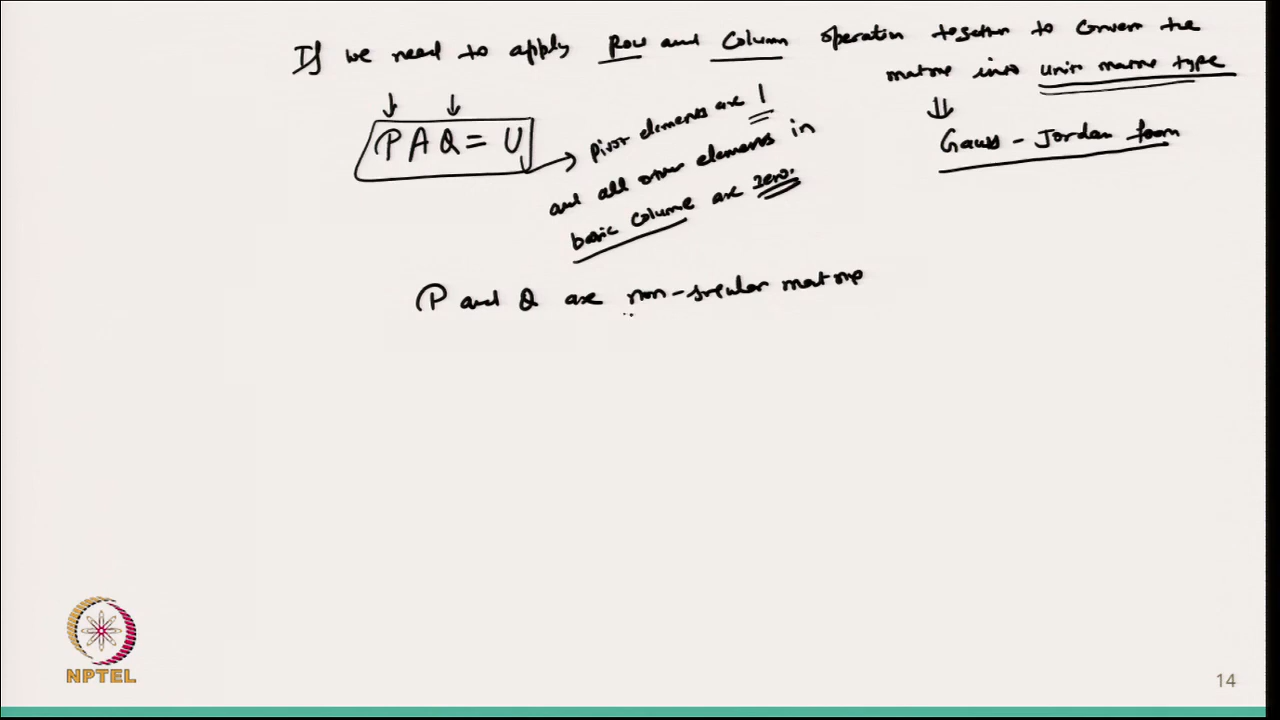 If we need to apply Row and Column operation together to convert the
matrix into unit matrix type
⇓
Gauss - Jordan form
PAQ = U
Pivot elements are 1
and all other elements in
basic column are zero.
P and Q are non-singular matrix
NPTEL
14